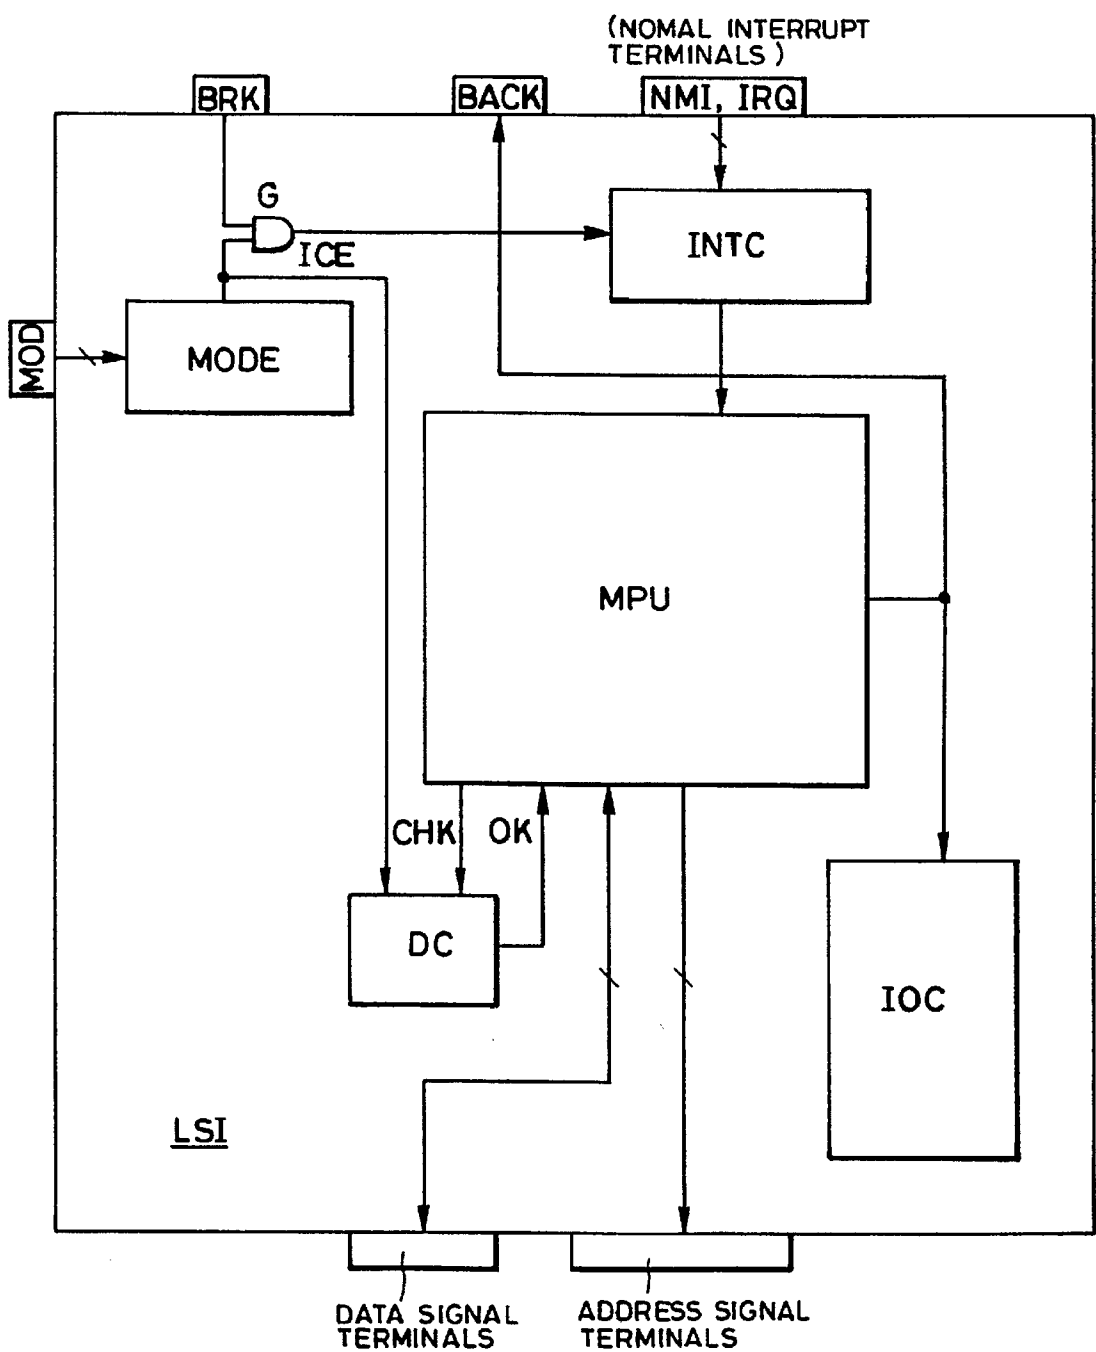 (NOMAL INTERRUPT
TERMINALS)
BRK
BACK
NMI, IRQ
G
ICE
INTC
MOD
MODE
MPU
CHK
OK
DC
IOC
LSI
DATA SIGNAL
TERMINALS
ADDRESS SIGNAL
TERMINALS